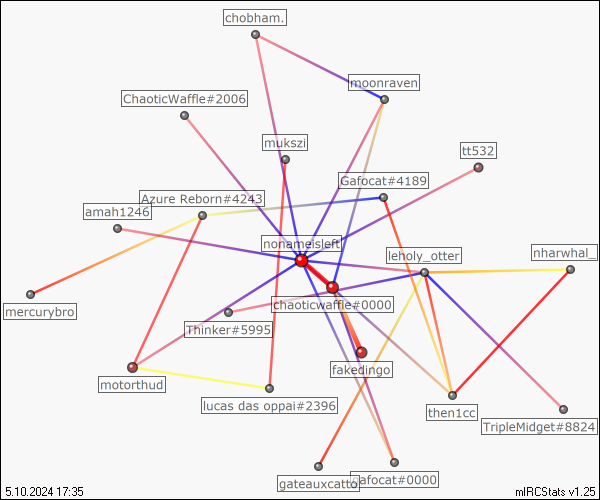 chobham.
moonraven
ChaoticWaffle#2006
mukszi
tt532
Gafocat#4189
Azure Reborn#4243
amah1246
nonameisleft
leholy_otter
nharwhal_
mercurybro
chaoticwaffle#0000
Thinker#5995
fakedingo
motorthud
lucas das oppai#2396
then1cc
TripleMidget#8824
gateauxcatto
gafocat#0000
5.10.2024 17:35
mIRCStats v1.25